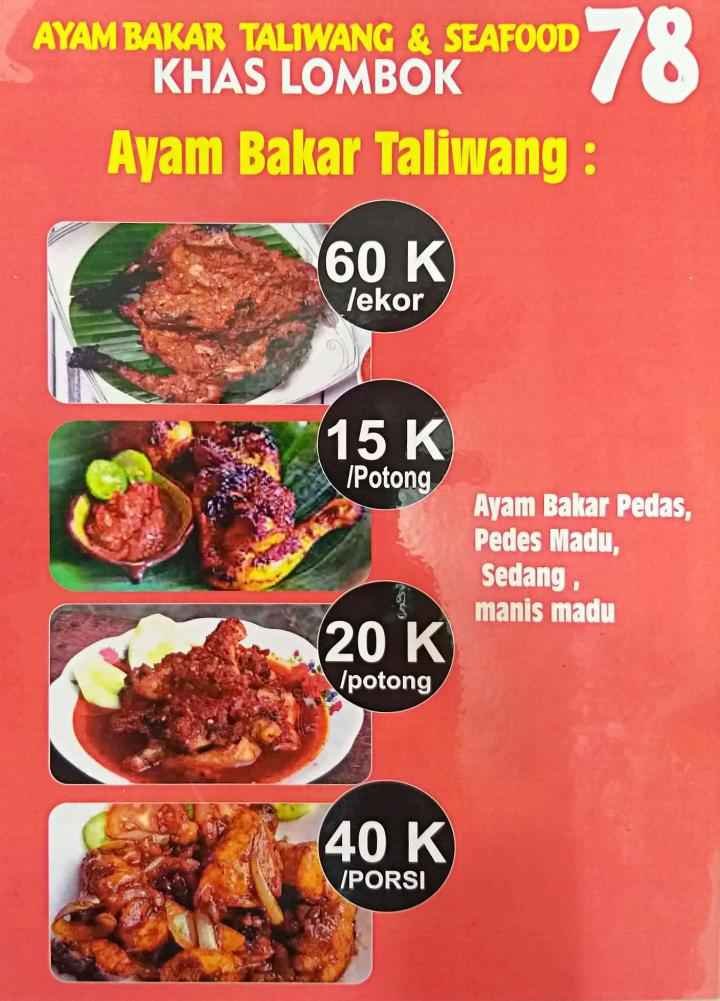 AYAM BAKAR TALIWANG & SEAFOOD 78
KHAS LOMBOK
Ayam Bakar Taliwang :
60 K
/ekor
15 K
/Potong
Ayam Bakar Pedas,
Pedes Madu,
Sedang ,
manis madu
20 K
/potong
40 K
/PORSI